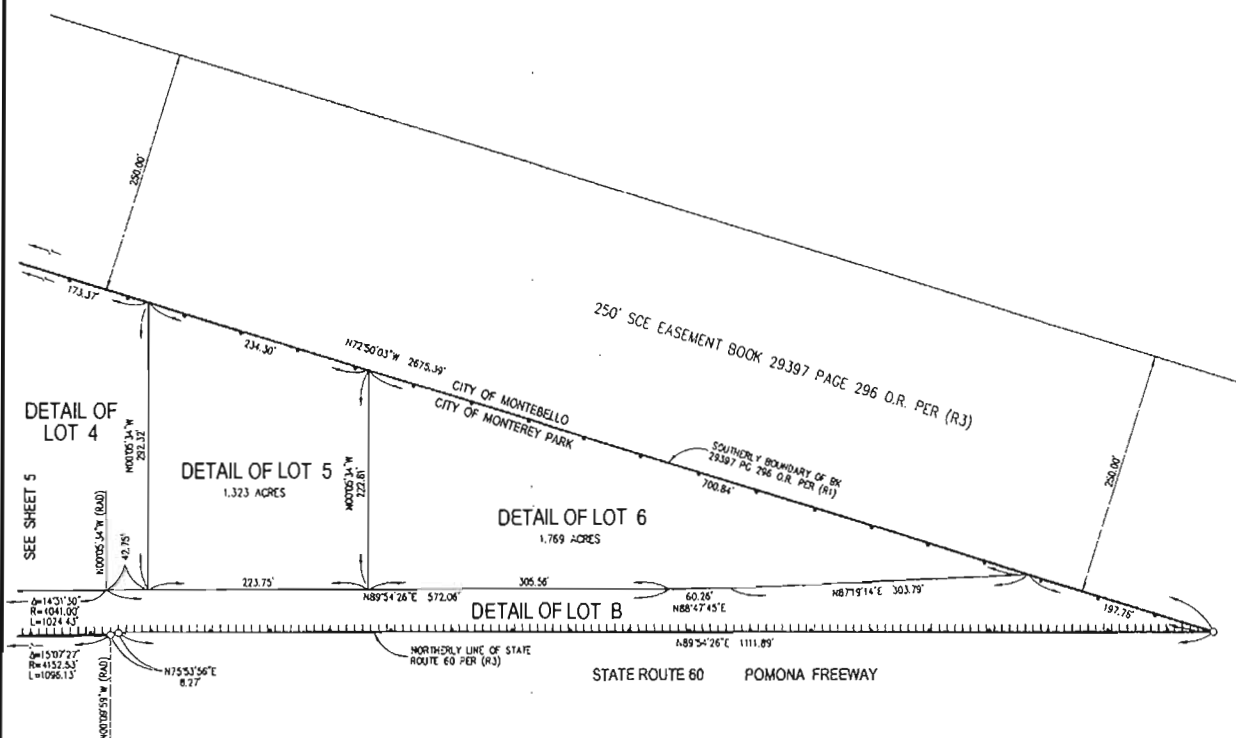 250.00'
173.37'
234.30'
N72°50'03"W 2675.39'
CITY OF MONTEBELLO
CITY OF MONTEREY PARK
250' SCE EASEMENT BOOK 29397 PAGE 296 O.R. PER (R3)
DETAIL OF
LOT 4
N00°05'34"W
292.32'
DETAIL OF LOT 5
1.323 ACRES
N00°05'34"W
222.81'
SOUTHERLY BOUNDARY OF BK
29397 PG 296 O.R. PER (R1)
700.84'
250.00'
DETAIL OF LOT 6
1.769 ACRES
SEE SHEET 5
N00°05'34"W (RAD)
42.75'
223.75'
N89°54'26"E 572.06'
305.56'
60.26'
N88°47'45"E
N87°19'14"E 303.79'
197.76'
Δ=14°31'30"
R=4041.00'
L=1024.43'
DETAIL OF LOT B
Δ=15°07'27"
R=4152.53'
L=1096.13'
N00°09'59"W (RAD)
N75°53'56"E
8.27'
NORTHERLY LINE OF STATE
ROUTE 60 PER (R3)
N89°54'26"E 1111.89'
STATE ROUTE 60 POMONA FREEWAY